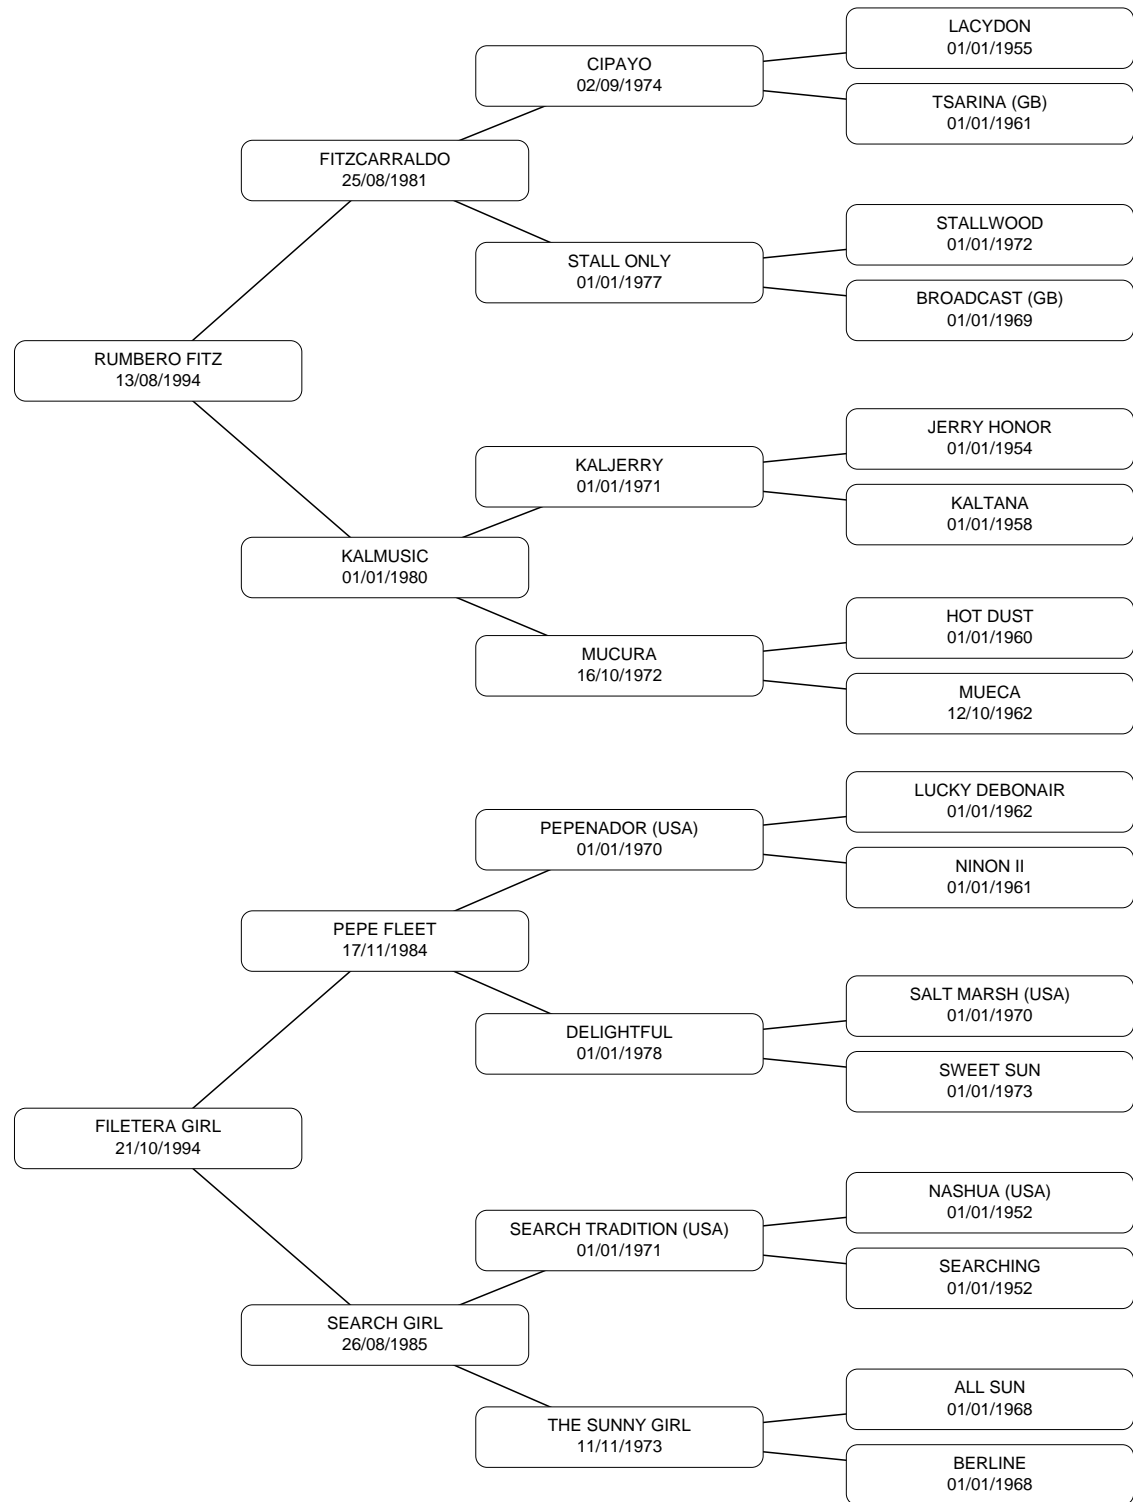 LACYDON
01/01/1955
CIPAYO
02/09/1974
TSARINA (GB)
01/01/1961
FITZCARRALDO
25/08/1981
STALLWOOD
01/01/1972
STALL ONLY
01/01/1977
BROADCAST (GB)
01/01/1969
RUMBERO FITZ
13/08/1994
JERRY HONOR
01/01/1954
KALJERRY
01/01/1971
KALTANA
01/01/1958
KALMUSIC
01/01/1980
HOT DUST
01/01/1960
MUCURA
16/10/1972
MUECA
12/10/1962
LUCKY DEBONAIR
01/01/1962
PEPENADOR (USA)
01/01/1970
NINON II
01/01/1961
PEPE FLEET
17/11/1984
SALT MARSH (USA)
01/01/1970
DELIGHTFUL
01/01/1978
SWEET SUN
01/01/1973
FILETERA GIRL
21/10/1994
NASHUA (USA)
01/01/1952
SEARCH TRADITION (USA)
01/01/1971
SEARCHING
01/01/1952
SEARCH GIRL
26/08/1985
ALL SUN
01/01/1968
THE SUNNY GIRL
11/11/1973
BERLINE
01/01/1968